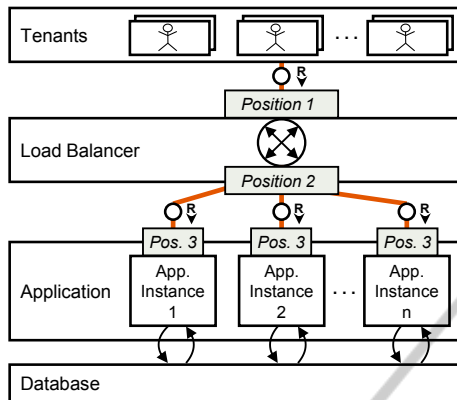 Tenants
. . .
R
Position 1
Load Balancer
Position 2
R R R
Pos. 3 Pos. 3 Pos. 3
Application
App. Instance 1
App. Instance 2
. . .
App. Instance n
Database